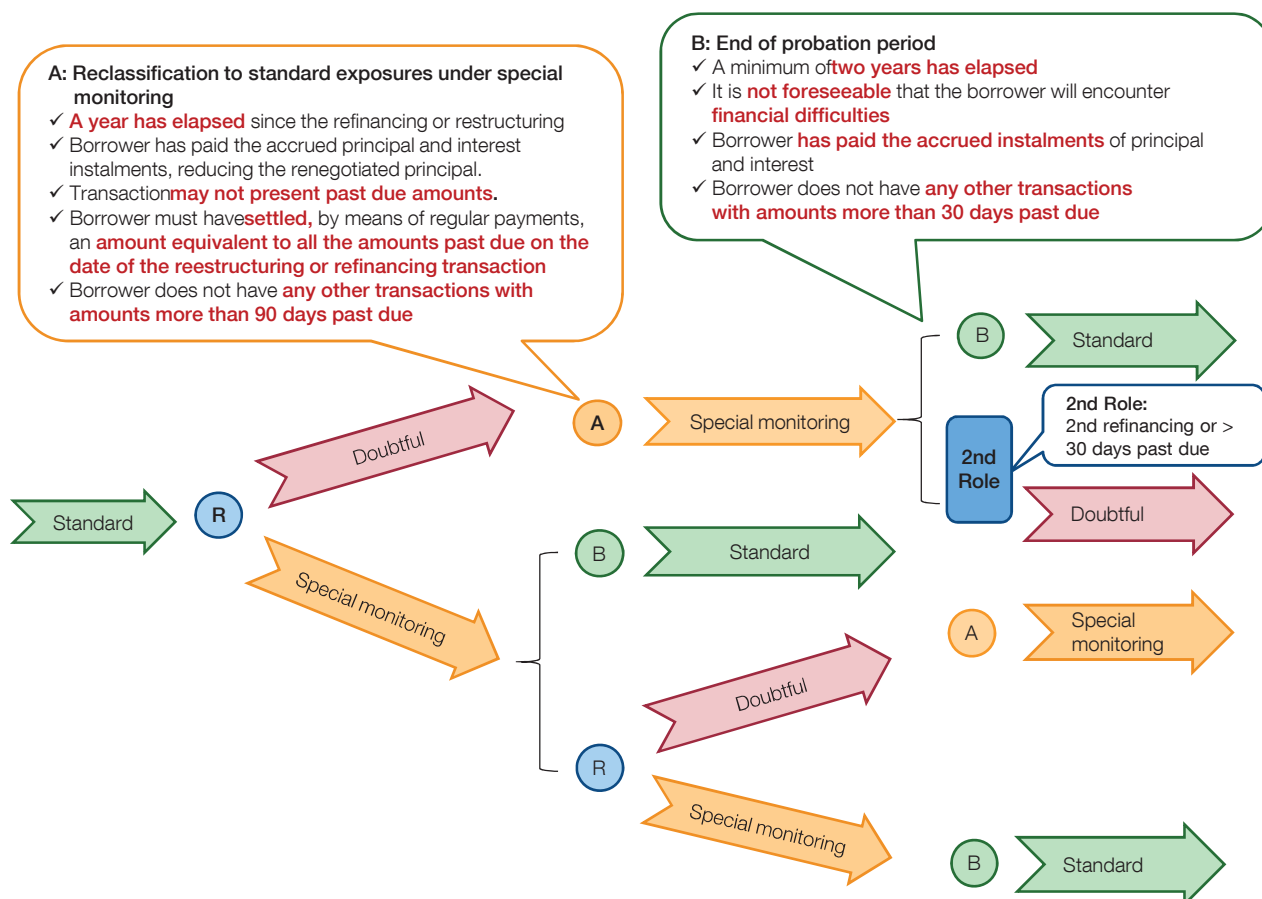 A: Reclassification to standard exposures under special
monitoring
✓ A year has elapsed since the refinancing or restructuring
✓ Borrower has paid the accrued principal and interest
instalments, reducing the renegotiated principal.
✓ Transactionmay not present past due amounts.
✓ Borrower must havesettled, by means of regular payments,
an amount equivalent to all the amounts past due on the
date of the reestructuring or refinancing transaction
✓ Borrower does not have any other transactions with
amounts more than 90 days past due
B: End of probation period
✓ A minimum oftwo years has elapsed
✓ It is not foreseeable that the borrower will encounter
financial difficulties
✓ Borrower has paid the accrued instalments of principal
and interest
✓ Borrower does not have any other transactions
with amounts more than 30 days past due
B
Standard
Doubtful
A
Special monitoring
2nd Role:
2nd refinancing or >
30 days past due
2nd
Role
Standard
R
Doubtful
Special monitoring
B
Standard
A
Special
monitoring
Doubtful
R
Special monitoring
B
Standard